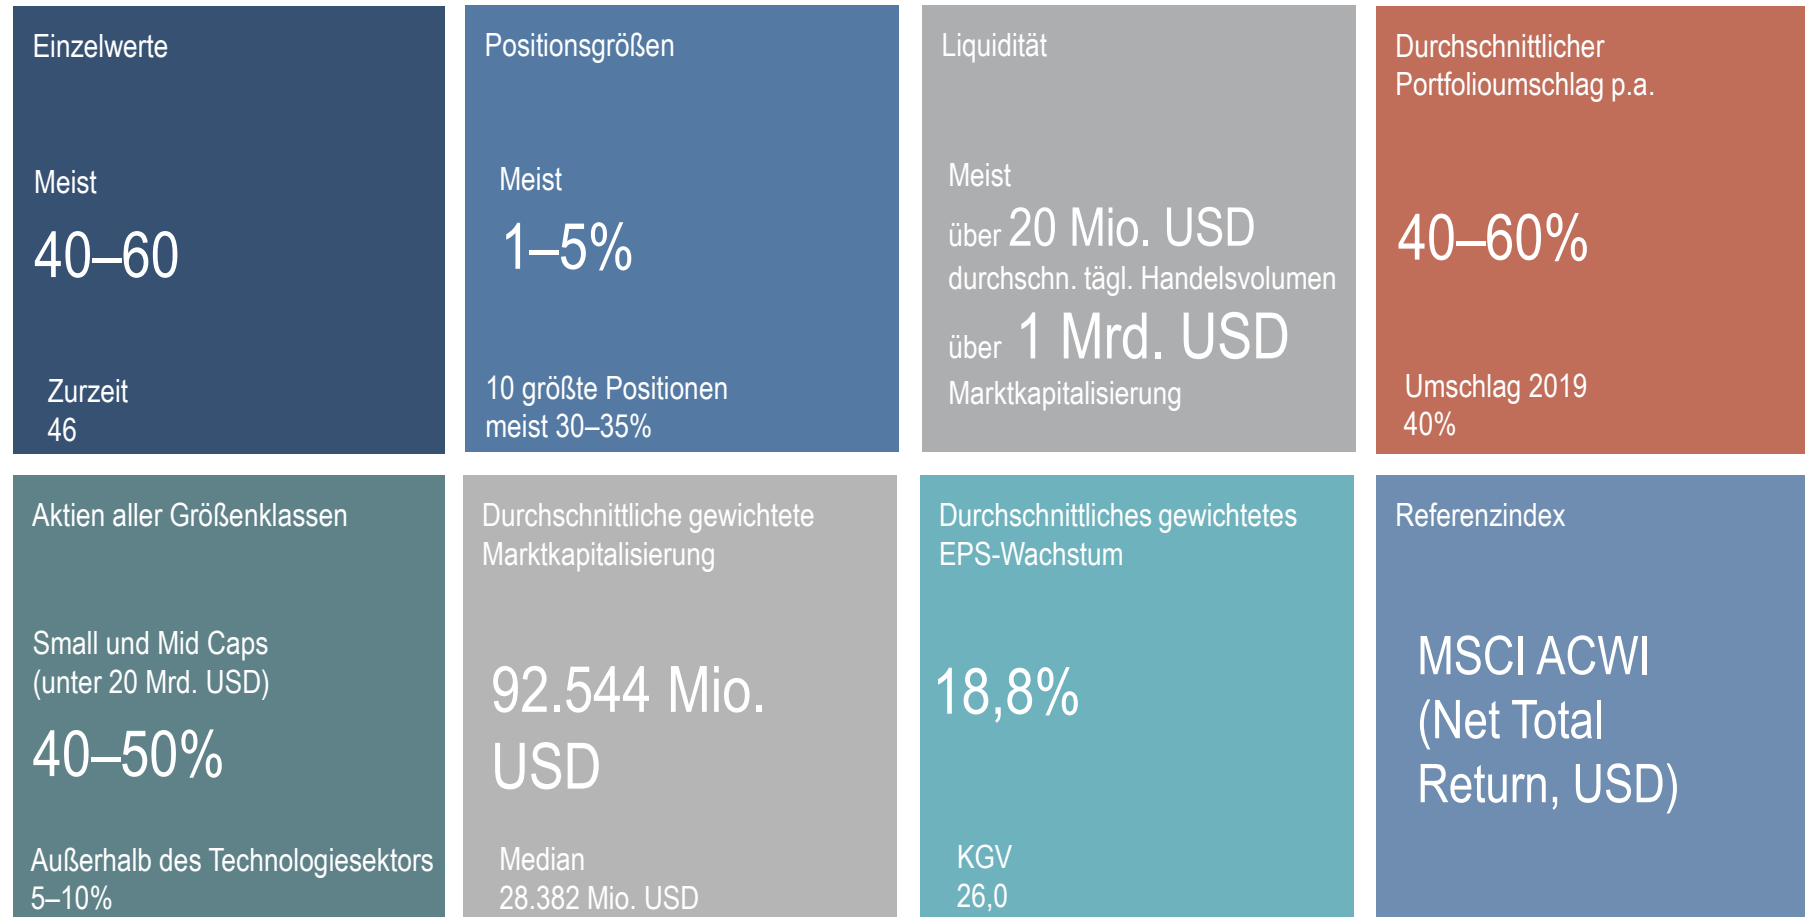 Einzelwerte
Meist
40–60
Zurzeit
46
Positionsgrößen
Meist
1–5%
10 größte Positionen
meist 30–35%
Liquidität
Meist
über 20 Mio. USD
durchschn. tägl. Handelsvolumen
über 1 Mrd. USD
Marktkapitalisierung
Durchschnittlicher
Portfolioumschlag p.a.
40–60%
Umschlag 2019
40%
Aktien aller Größenklassen
Small und Mid Caps
(unter 20 Mrd. USD)
40–50%
Außerhalb des Technologiesektors
5–10%
Durchschnittliche gewichtete
Marktkapitalisierung
92.544 Mio.
USD
Median
28.382 Mio. USD
Durchschnittliches gewichtetes
EPS-Wachstum
18,8%
KGV
26,0
Referenzindex
MSCI ACWI
(Net Total
Return, USD)